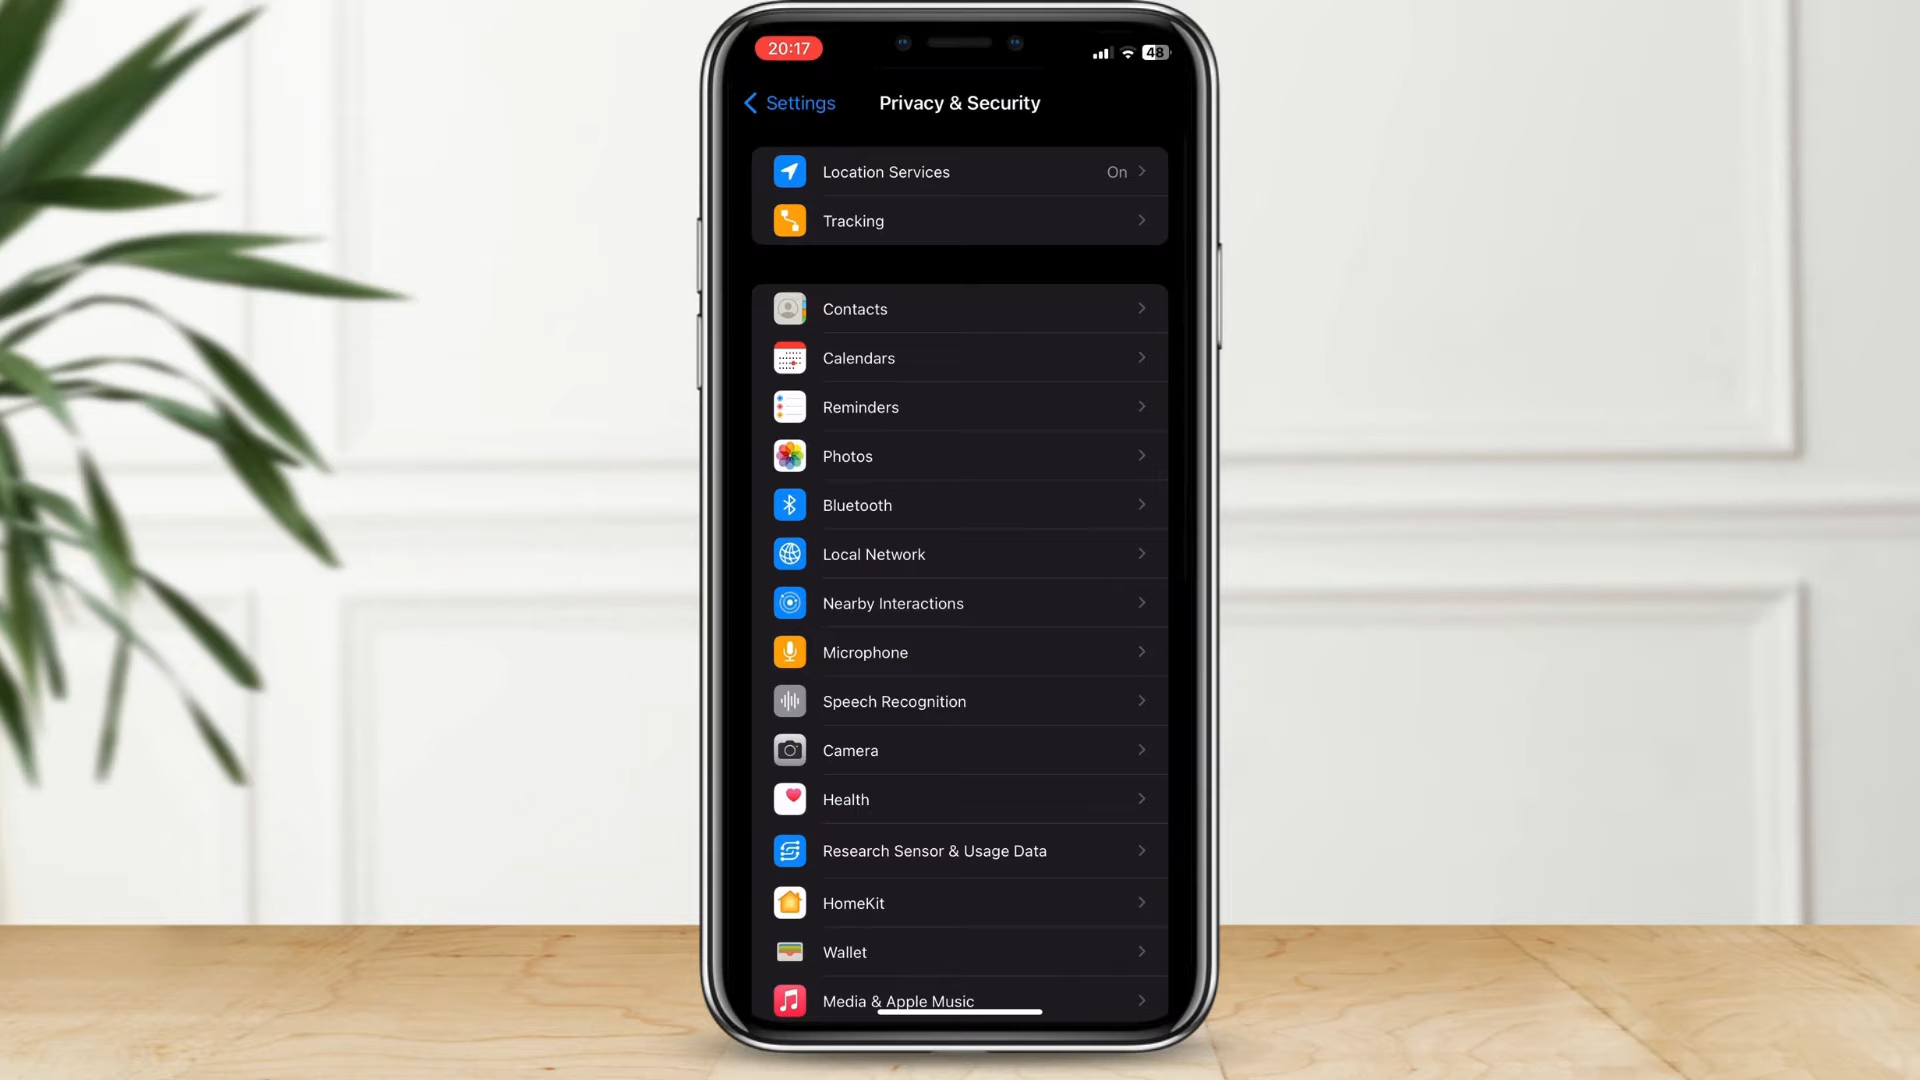 20:17
48
Settings
Privacy & Security
Location Services On
Tracking
Contacts
Calendars
Reminders
Photos
Bluetooth
Local Network
Nearby Interactions
Microphone
Speech Recognition
Camera
Health
Research Sensor & Usage Data
HomeKit
Wallet
Media & Apple Music